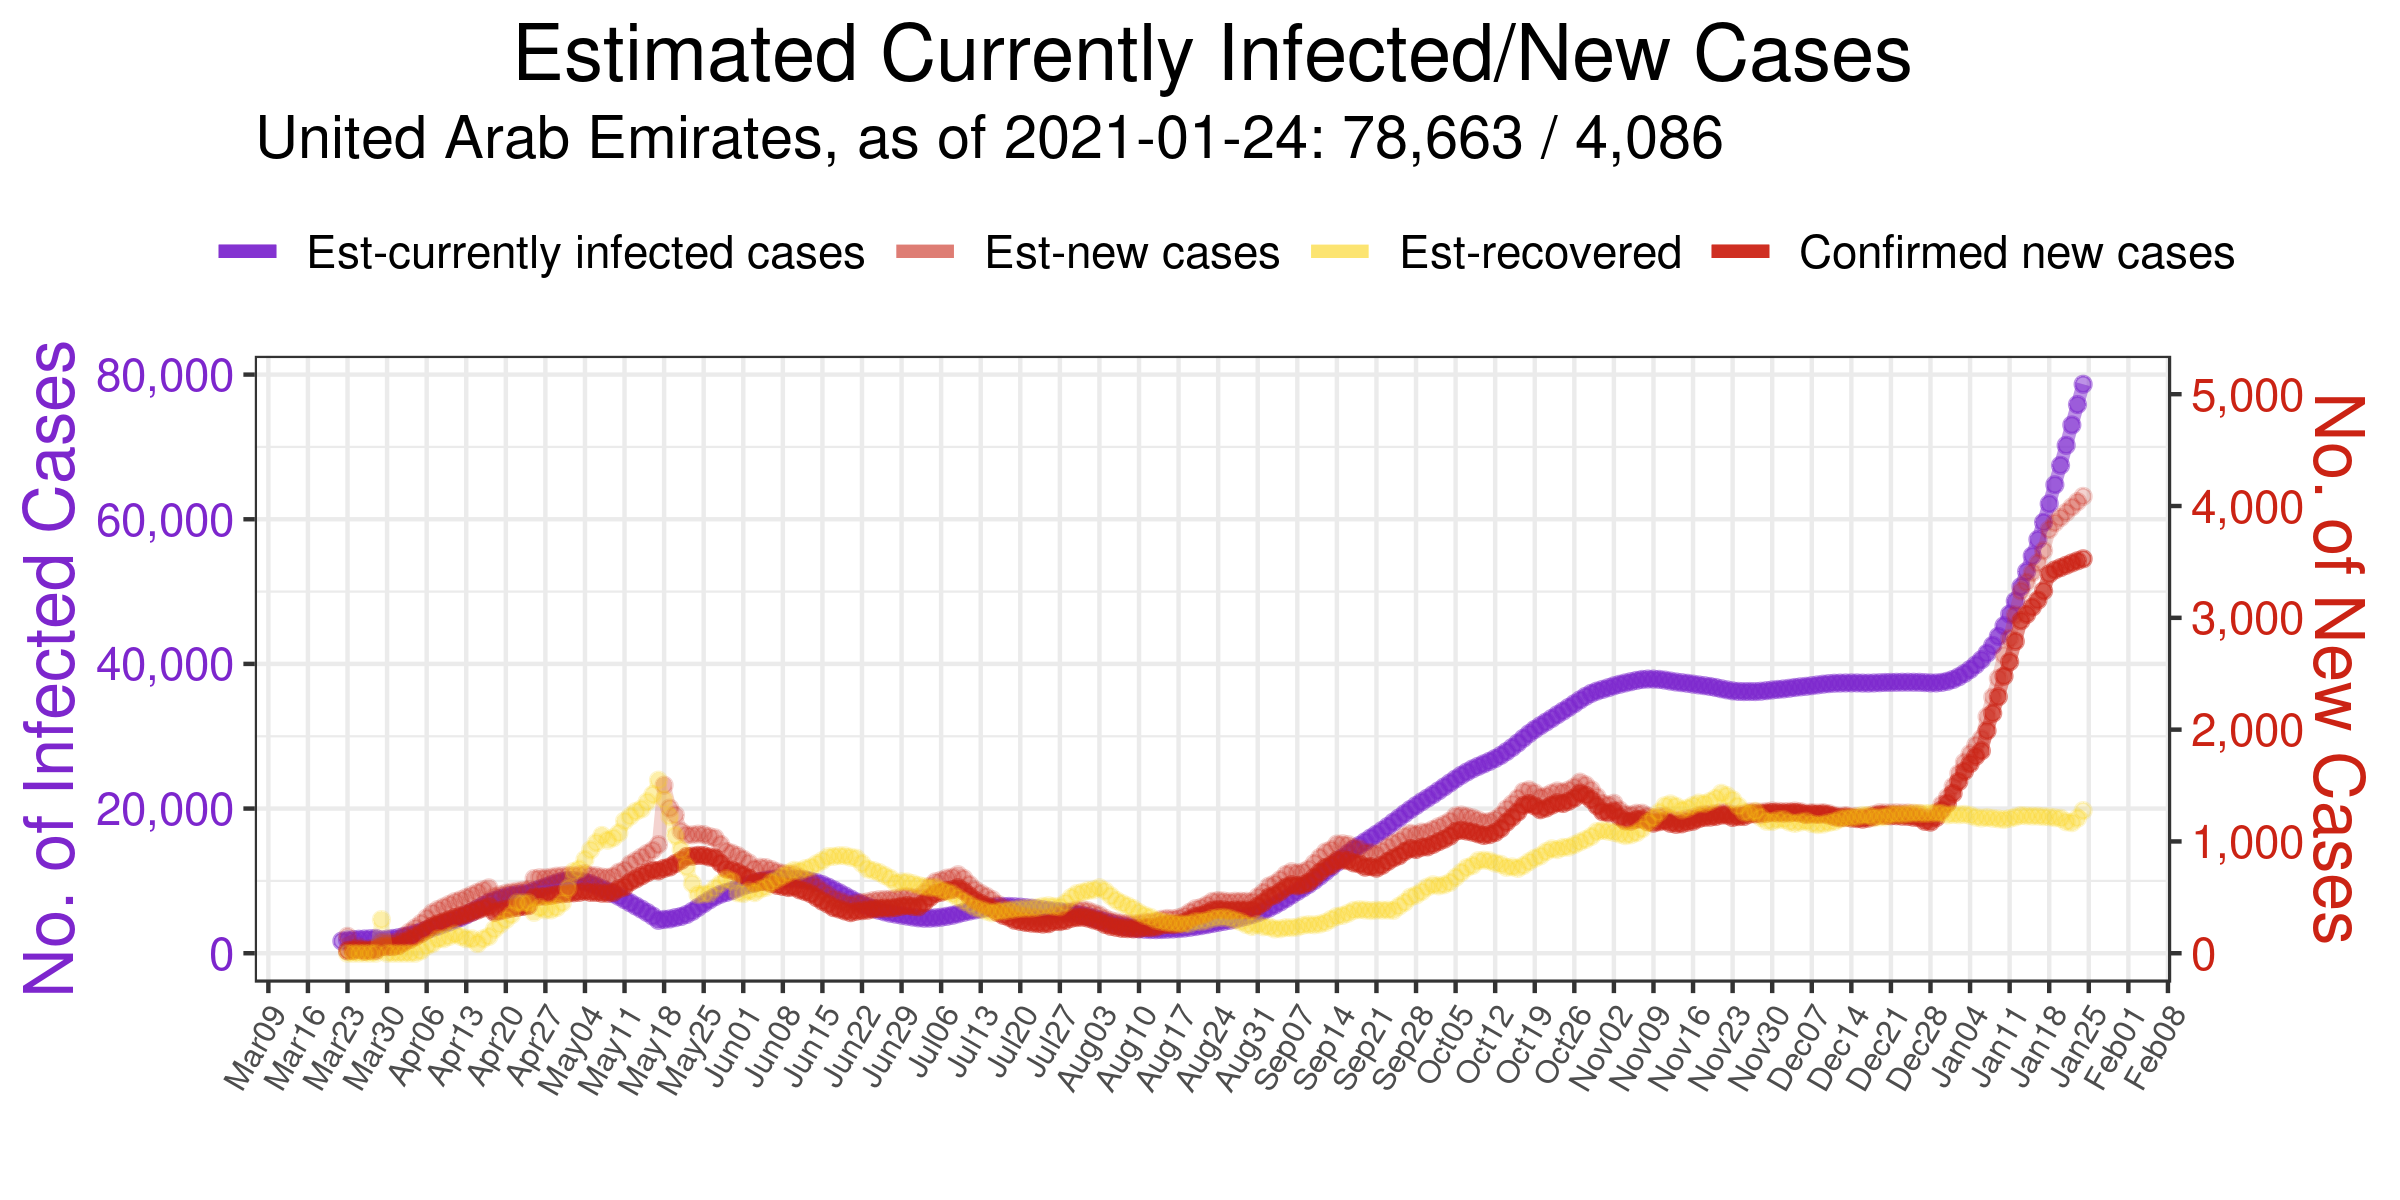 Estimated Currently Infected/New Cases
United Arab Emirates, as of 2021-01-24: 78,663 / 4,086
Est-currently infected cases Est-new cases Est-recovered Confirmed new cases
No. of Infected Cases
80,000
60,000
40,000
20,000
0
5,000
4,000
3,000
2,000
1,000
0
No. of New Cases
Mar09 Mar16 Mar23 Mar30 Apr06 Apr13 Apr20 Apr27 May04 May11 May18 May25 Jun01 Jun08 Jun15 Jun22 Jun29 Jul06 Jul13 Jul20 Jul27 Aug03 Aug10 Aug17 Aug24 Aug31 Sep07 Sep14 Sep21 Sep28 Oct05 Oct12 Oct19 Oct26 Nov02 Nov09 Nov16 Nov23 Nov30 Dec07 Dec14 Dec21 Dec28 Jan04 Jan11 Jan18 Jan25 Feb01 Feb08